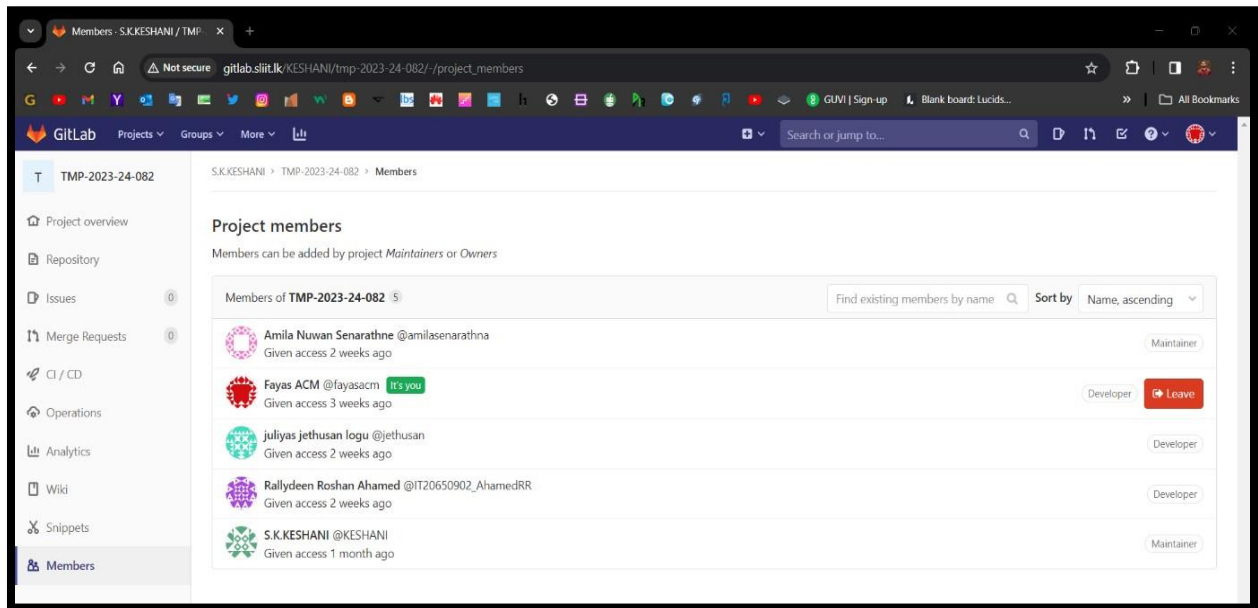 Members · S.K.KESHANI / TMP-
Not secure gitlab.sliit.lk/KESHANI/tmp-2023-24-082/-/project_members
GUVI | Sign-up Blank board: Lucids... » All Bookmarks
GitLab Projects Groups More Search or jump to...
T TMP-2023-24-082
Project overview
Repository
Issues 0
Merge Requests 0
CI / CD
Operations
Analytics
Wiki
Snippets
Members
S.K.KESHANI > TMP-2023-24-082 > Members
Project members
Members can be added by project Maintainers or Owners
Members of TMP-2023-24-082 5 Find existing members by name Sort by Name, ascending
Amila Nuwan Senarathne @amilasenarathna Maintainer
Given access 2 weeks ago
Fayas ACM @fayasacm It's you Developer Leave
Given access 3 weeks ago
juliyas jethusan logu @jethusan Developer
Given access 2 weeks ago
Rallydeen Roshan Ahamed @IT20650902_AhamedRR Developer
Given access 2 weeks ago
S.K.KESHANI @KESHANI Maintainer
Given access 1 month ago